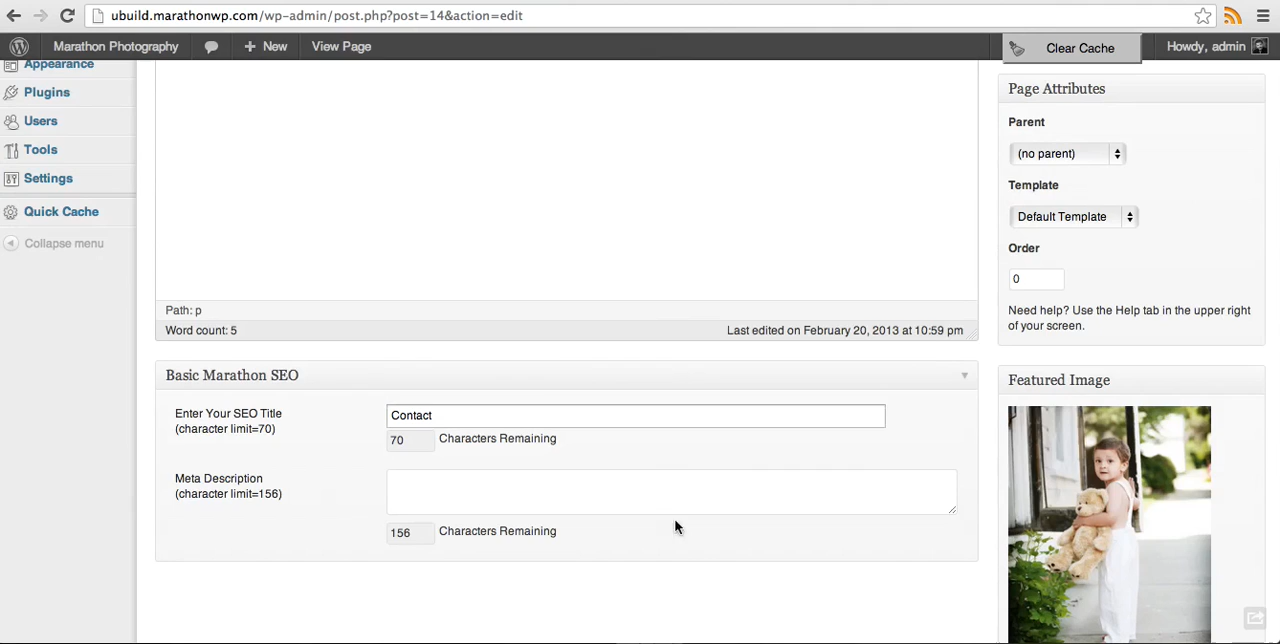 ubuild.marathonwp.com/wp-admin/post.php?post=14&action=edit
Marathon Photography
+ New
View Page
Clear Cache
Howdy, admin
Appearance
Plugins
Users
Tools
Settings
Quick Cache
Collapse menu
Path: p
Word count: 5
Last edited on February 20, 2013 at 10:59 pm
Basic Marathon SEO
Enter Your SEO Title
(character limit=70)
Contact
70 Characters Remaining
Meta Description
(character limit=156)
156 Characters Remaining
Page Attributes
Parent
(no parent)
Template
Default Template
Order
0
Need help? Use the Help tab in the upper right
of your screen.
Featured Image